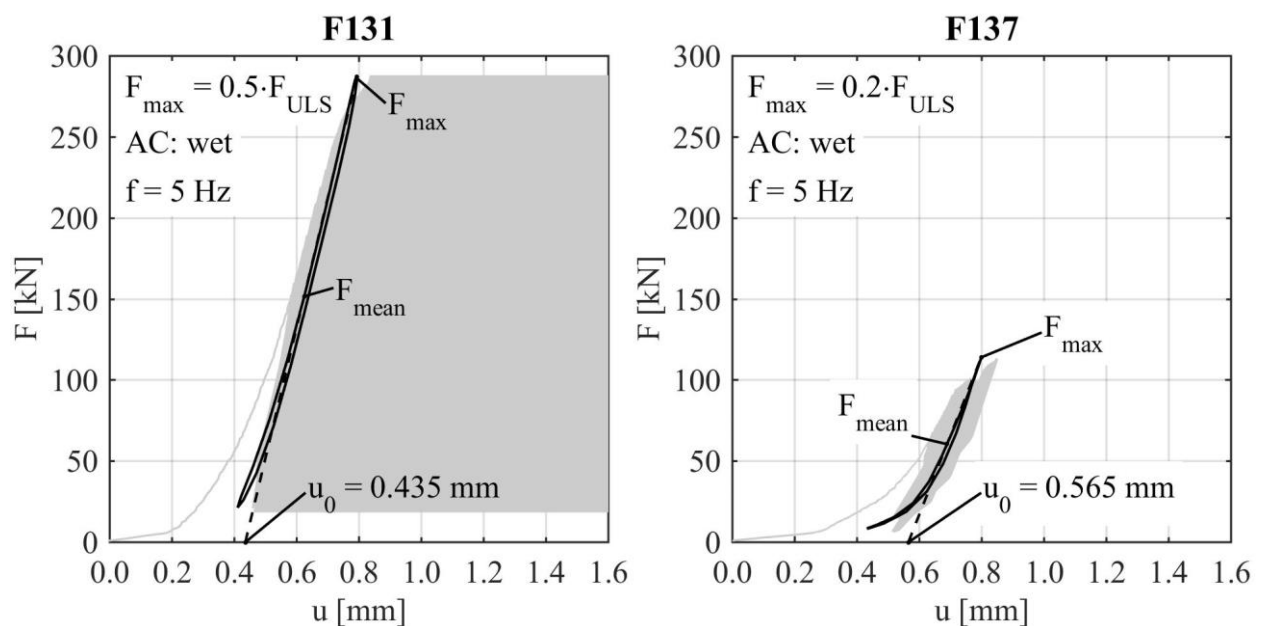 F131
300
F_max = 0.5·F_ULS
F_max
250
AC: wet
f = 5 Hz
200
F [kN]
150
F_mean
100
50
u_0 = 0.435 mm
0
0.0 0.2 0.4 0.6 0.8 1.0 1.2 1.4 1.6
u [mm]
F137
300
F_max = 0.2·F_ULS
250
AC: wet
f = 5 Hz
200
F [kN]
150
F_max
100
F_mean
50
u_0 = 0.565 mm
0
0.0 0.2 0.4 0.6 0.8 1.0 1.2 1.4 1.6
u [mm]